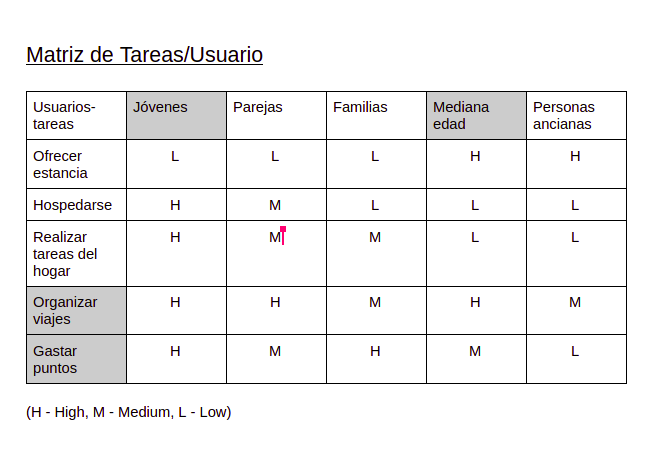 Matriz de Tareas/Usuario
Usuarios- Jóvenes Parejas Familias Mediana Personas
tareas edad ancianas
Ofrecer L L L H H
estancia
Hospedarse H M L L L
Realizar H M M L L
tareas del
hogar
Organizar H H M H M
viajes
Gastar H M H M L
puntos
(H - High, M - Medium, L - Low)